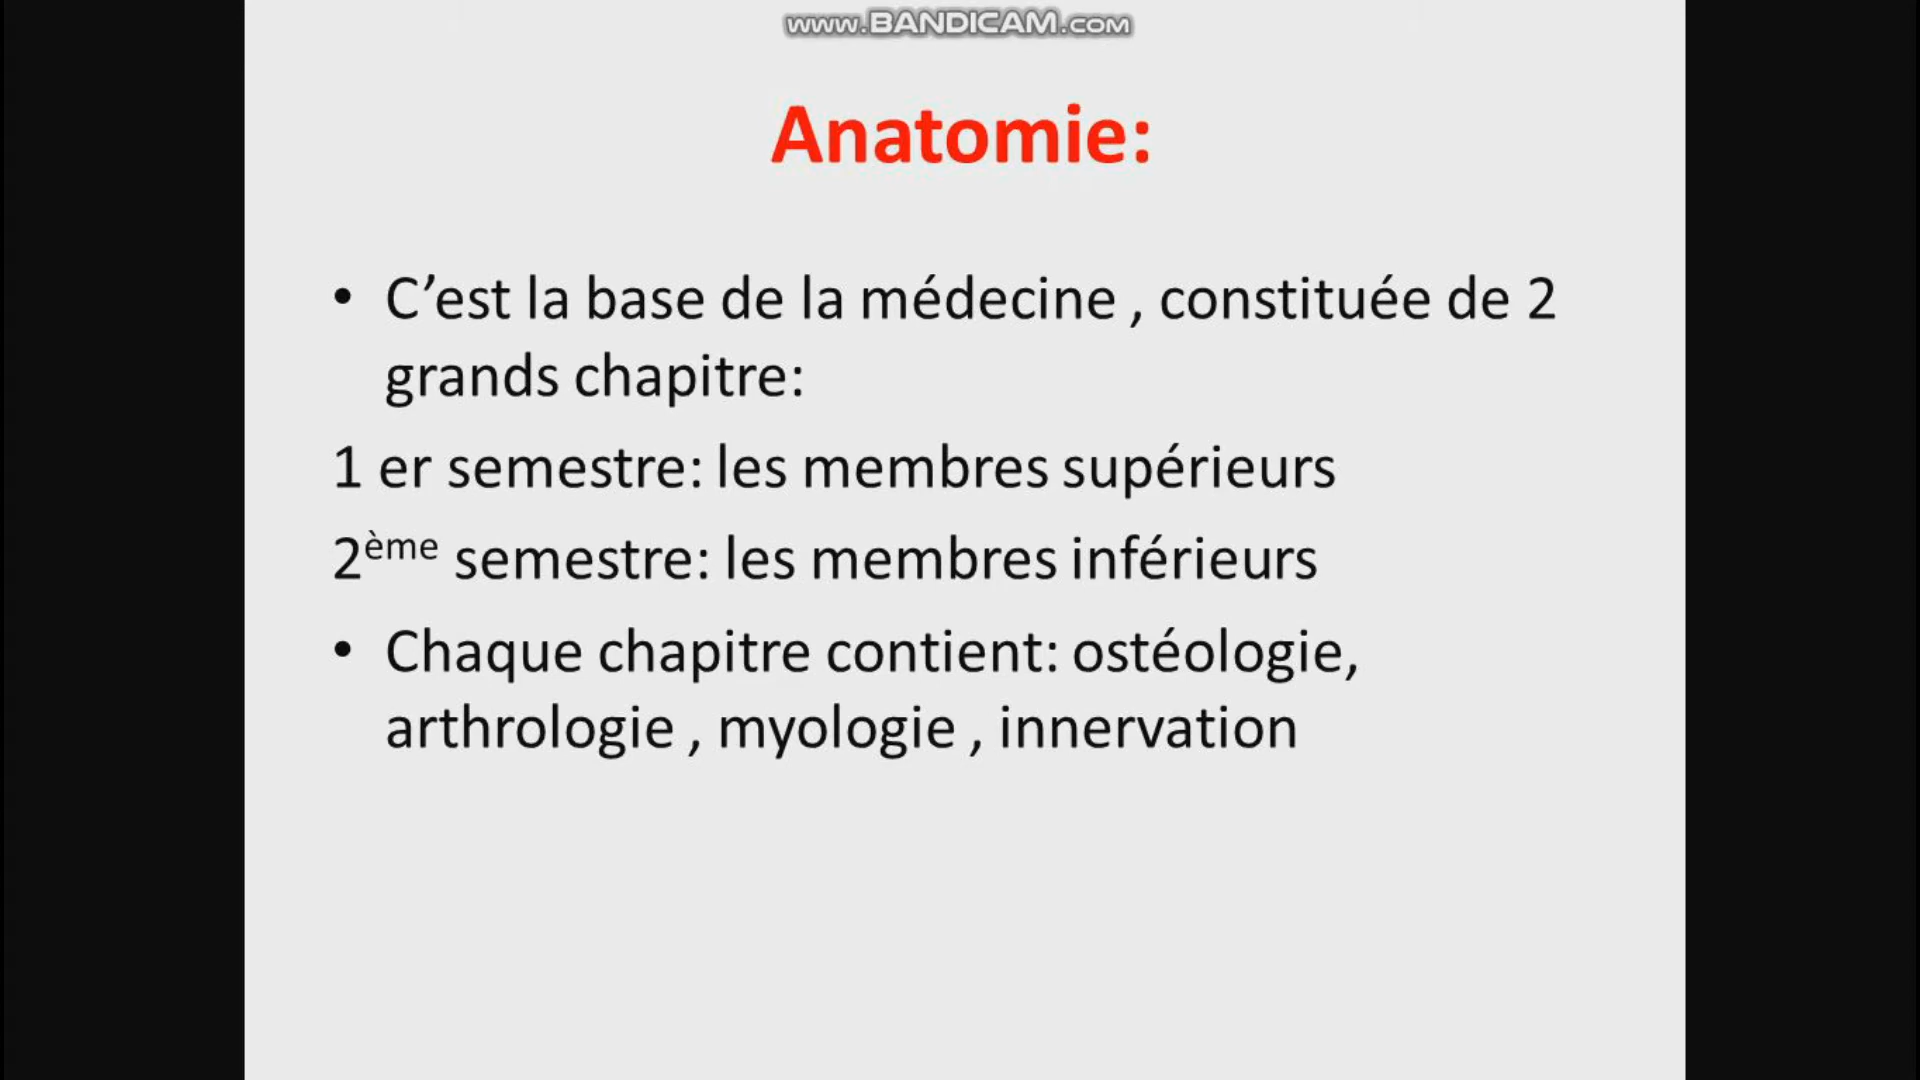 www.BANDICAM.com
Anatomie:
• C’est la base de la médecine , constituée de 2
grands chapitre:
1 er semestre: les membres supérieurs
2ème semestre: les membres inférieurs
• Chaque chapitre contient: ostéologie,
arthrologie , myologie , innervation